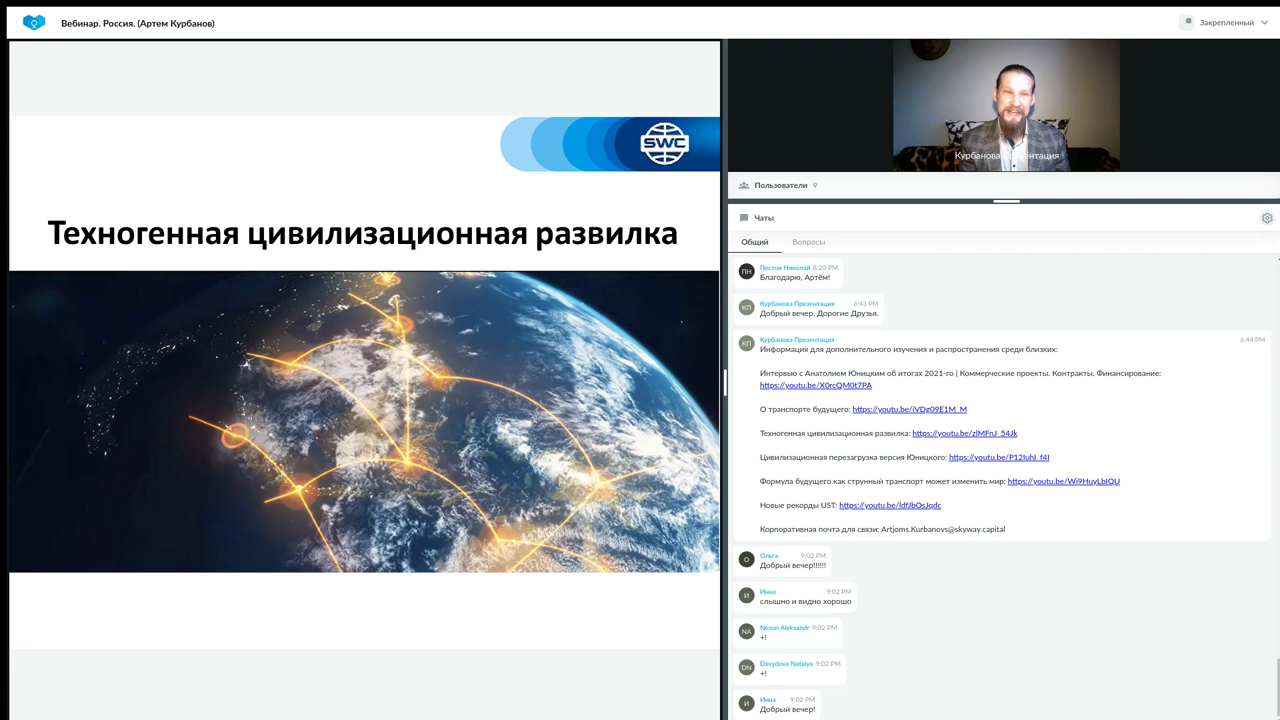 Вебинар. Россия. (Артем Курбанов)
Закрепленный
SWC
Техногенная цивилизационная развилка
Курбанова Презентация
Пользователи 9
Чаты
Общий
Вопросы
ПН
Пестов Николай 8:20 PM
Благодарю, Артём!
КП
Курбанова Презентация 6:43 PM
Добрый вечер, Дорогие Друзья.
КП
Курбанова Презентация 6:44 PM
Информация для дополнительного изучения и распространения среди близких:
Интервью с Анатолием Юницким об итогах 2021-го | Коммерческие проекты. Контракты. Финансирование:
https://youtu.be/X0rcQM0t7PA
О транспорте будущего: https://youtu.be/iVDg09E1M_M
Техногенная цивилизационная развилка: https://youtu.be/zlMFnJ_54Jk
Цивилизационная перезагрузка версия Юницкого: https://youtu.be/P12IuhI_f4I
Формула будущего как струнный транспорт может изменить мир: https://youtu.be/Wi9HuyLbIQU
Новые рекорды UST: https://youtu.be/ldfJbOsJqdc
Корпоративная почта для связи: Artjoms.Kurbanovs@skyway.capital
О
Ольга 9:02 PM
Добрый вечер!!!!!!
И
Инна 9:02 PM
слышно и видно хорошо
NA
Neson Aleksandr 9:02 PM
+!
DN
Davydova Natalya 9:02 PM
+!
И
Инна 9:02 PM
Добрый вечер!